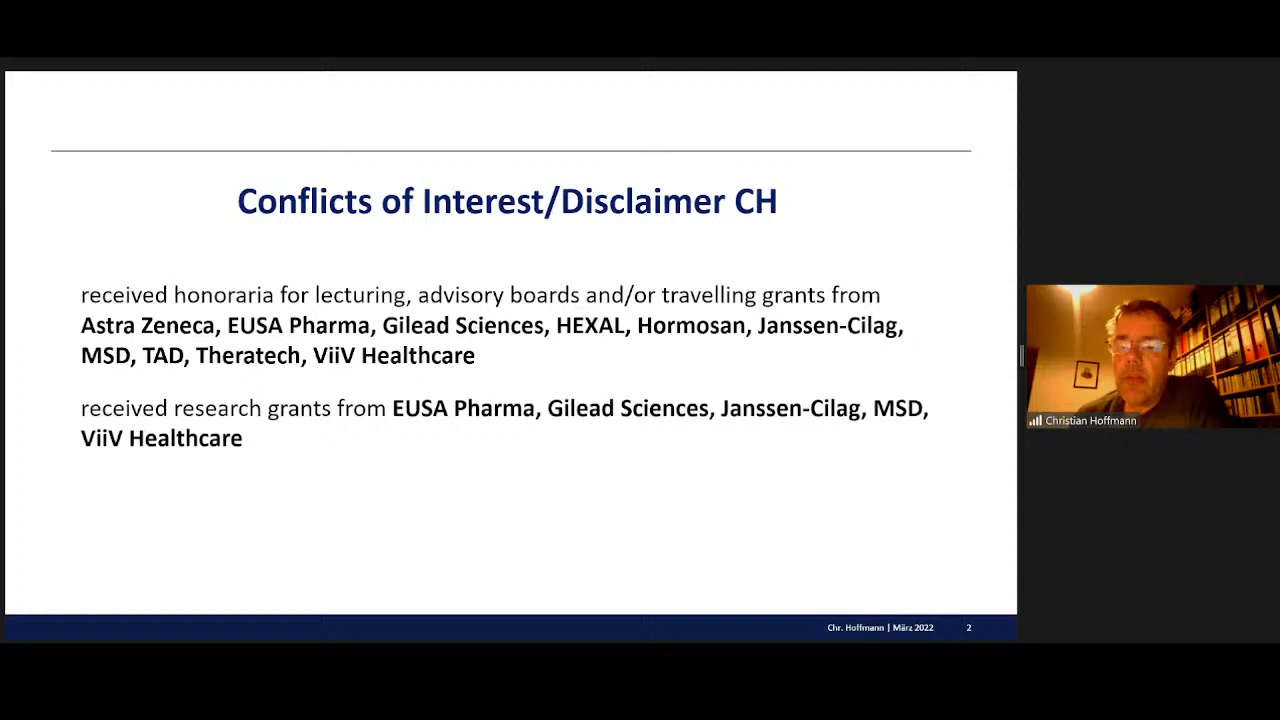 Conflicts of Interest/Disclaimer CH
received honoraria for lecturing, advisory boards and/or travelling grants from
Astra Zeneca, EUSA Pharma, Gilead Sciences, HEXAL, Hormosan, Janssen-Cilag,
MSD, TAD, Theratech, ViiV Healthcare
received research grants from EUSA Pharma, Gilead Sciences, Janssen-Cilag, MSD,
ViiV Healthcare
Christian Hoffmann
Chr. Hoffmann | März 2022 2